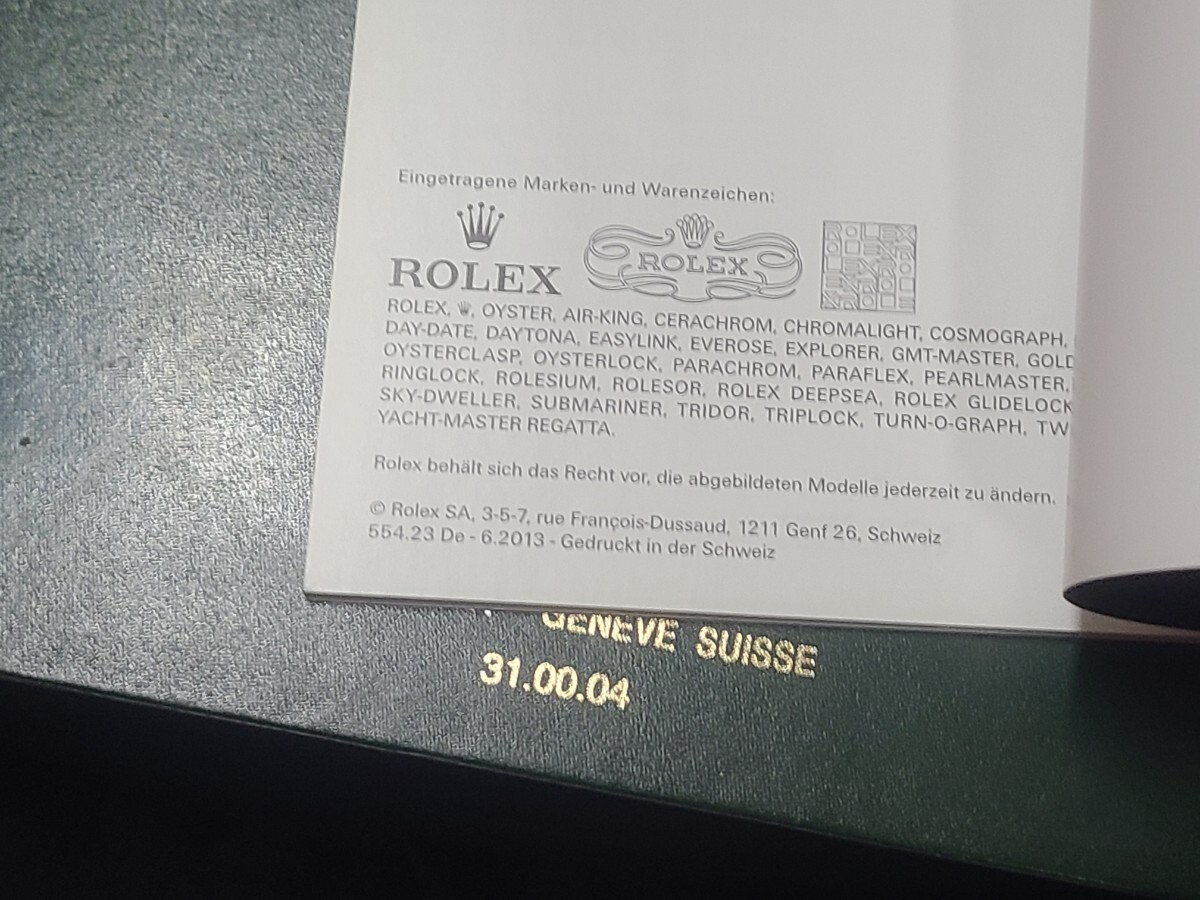 Eingetragene Marken- und Warenzeichen:
ROLEX
ROLEX
ROLEX, OYSTER, AIR-KING, CERACHROM, CHROMALIGHT, COSMOGRAPH,
DAY-DATE, DAYTONA, EASYLINK, EVEROSE, EXPLORER, GMT-MASTER, GOLD
OYSTERCLASP, OYSTERLOCK, PARACHROM, PARAFLEX, PEARLMASTER,
RINGLOCK, ROLESIUM, ROLESOR, ROLEX DEEPSEA, ROLEX GLIDELOCK
SKY-DWELLER, SUBMARINER, TRIDOR, TRIPLOCK, TURN-O-GRAPH, TW
YACHT-MASTER REGATTA.
Rolex behält sich das Recht vor, die abgebildeten Modelle jederzeit zu ändern.
© Rolex SA, 3-5-7, rue François-Dussaud, 1211 Genf 26, Schweiz
554.23 De - 6.2013 - Gedruckt in der Schweiz
GENEVE SUISSE
31.00.04